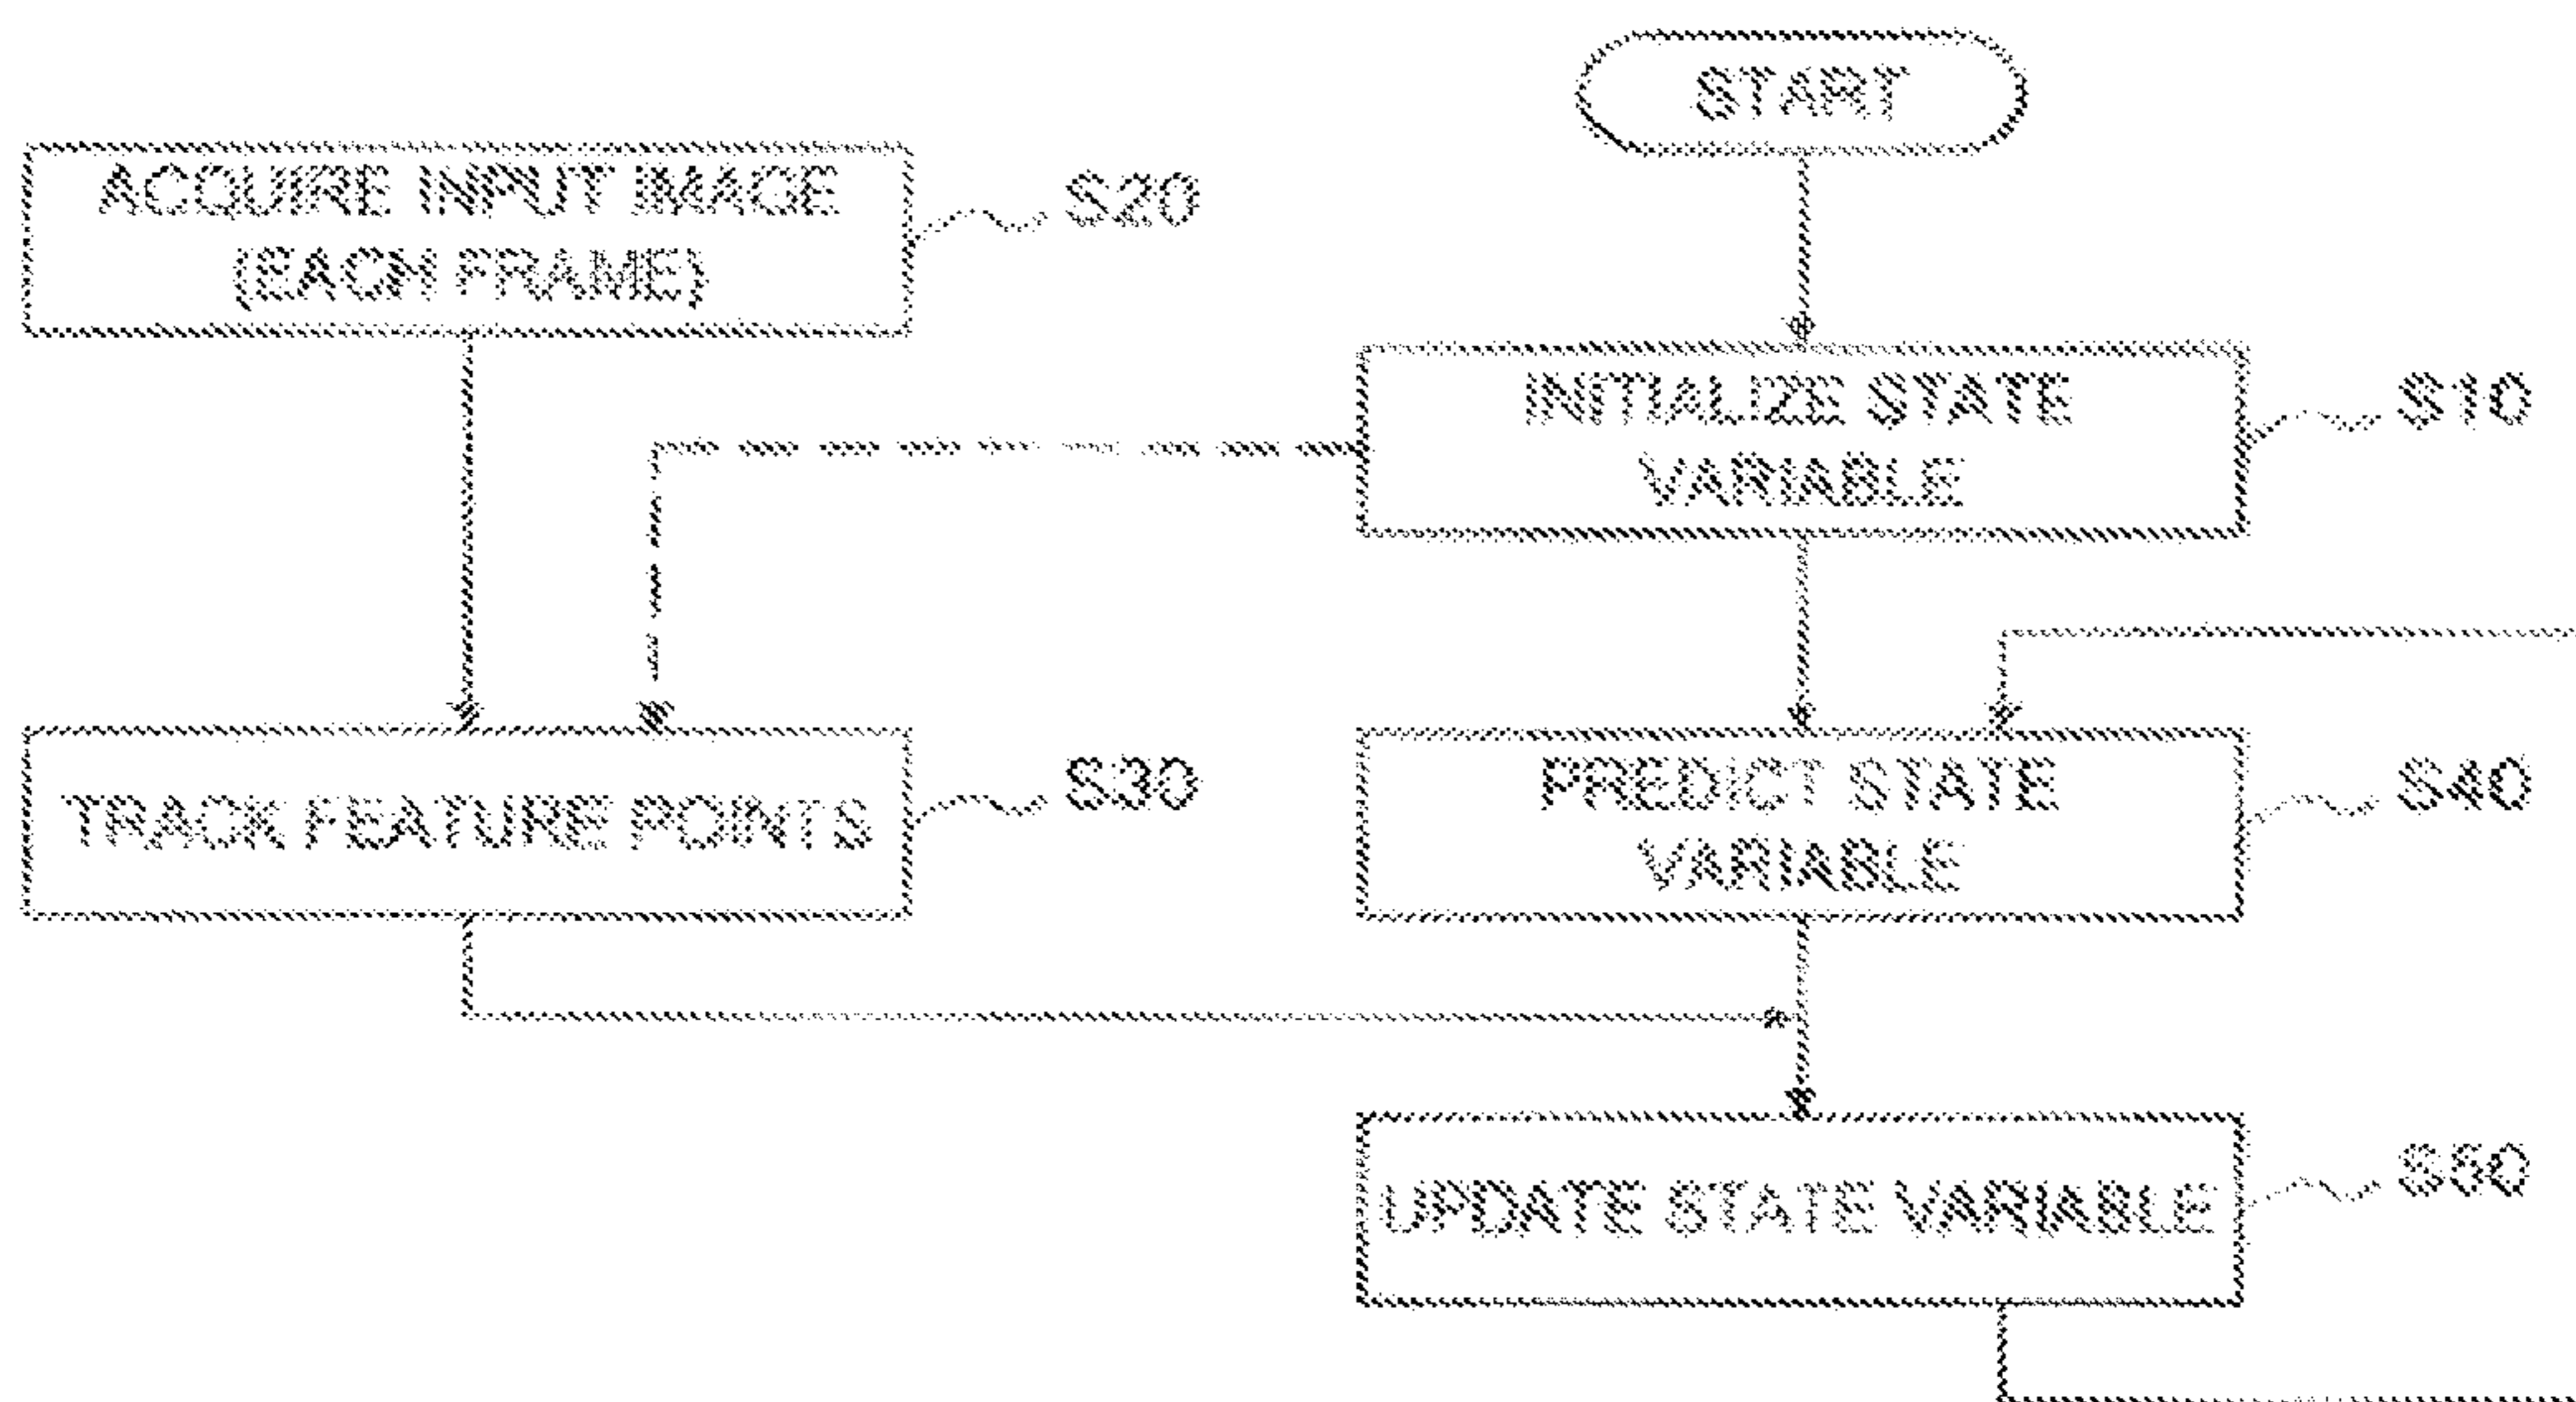 START
ACQUIRE INPUT IMAGE
(EACH FRAME)
S20
INITIALIZE STATE
VARIABLE
S10
TRACK FEATURE POINTS
S30
PREDICT STATE
VARIABLE
S40
UPDATE STATE VARIABLE
S50